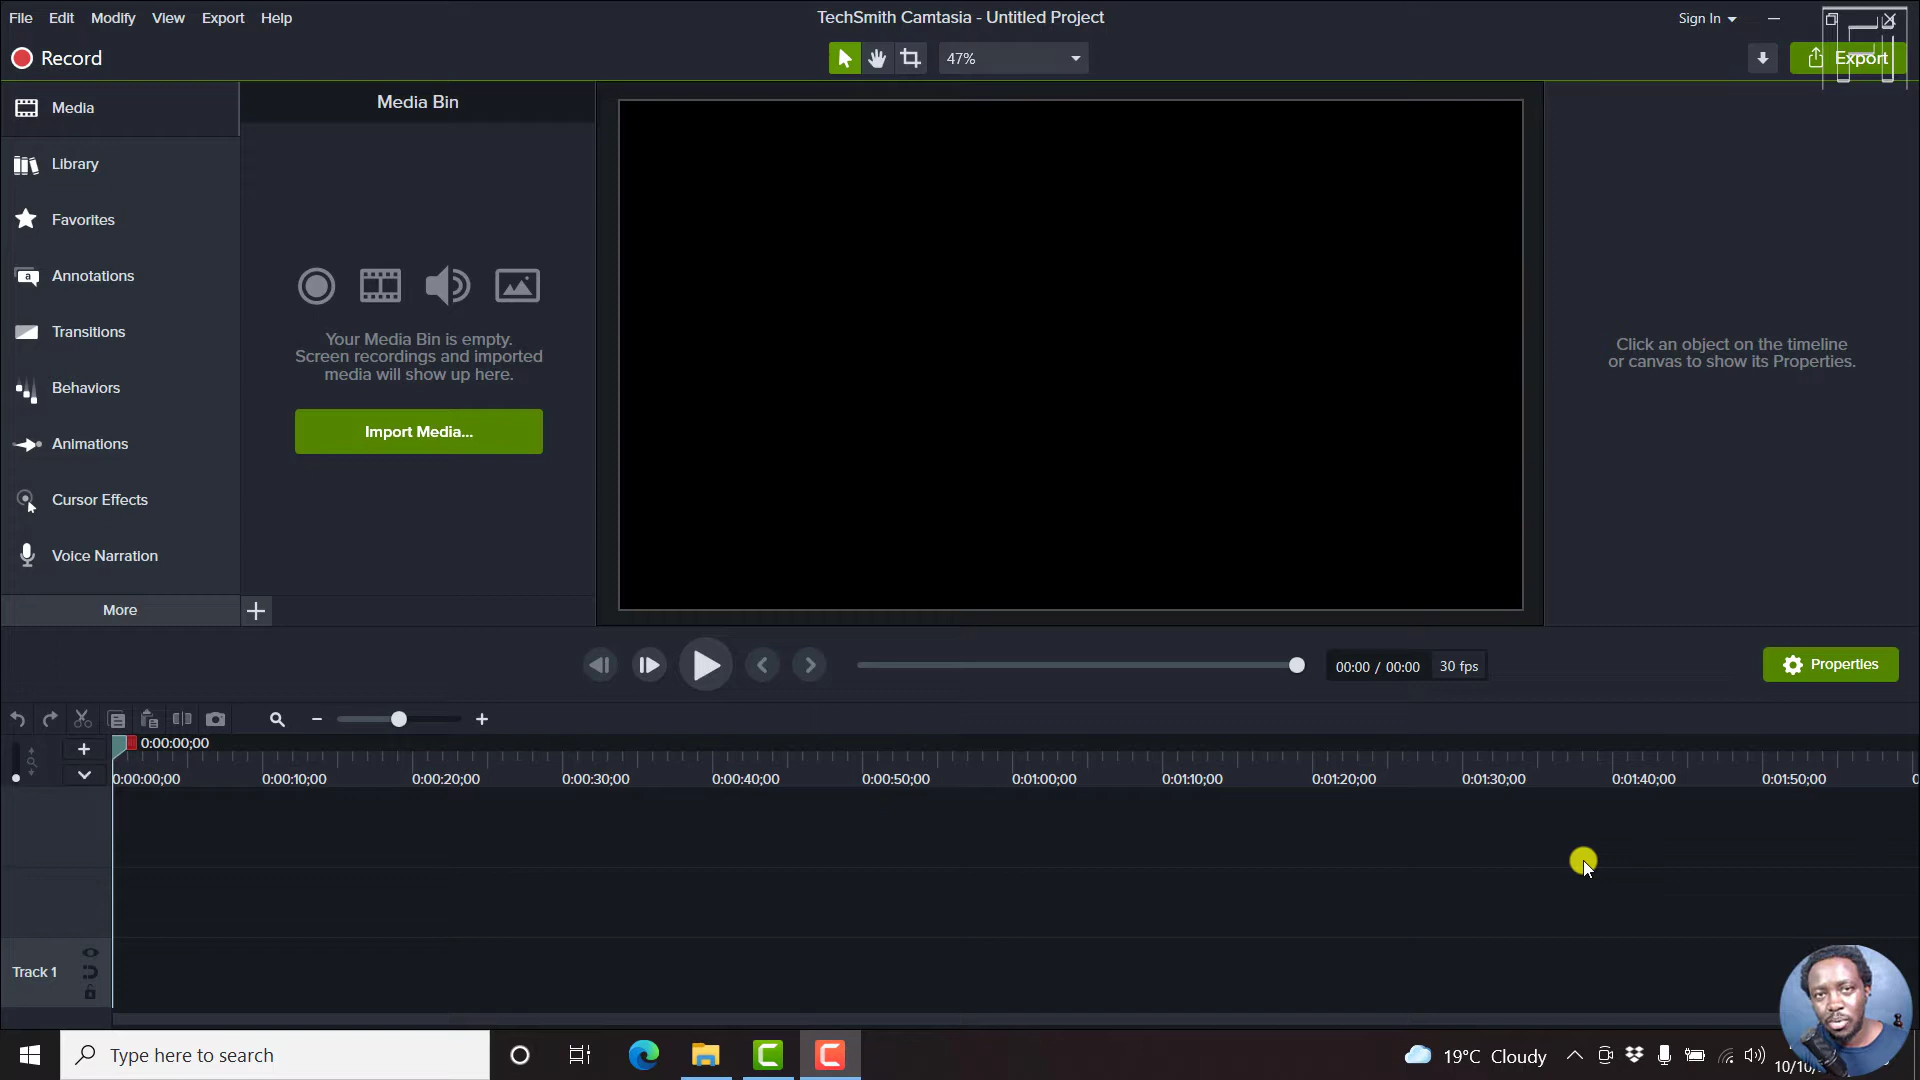 File Edit Modify View Export Help
TechSmith Camtasia - Untitled Project
Sign In
Record
47%
Export
Media
Media Bin
Library
Favorites
Annotations
Transitions
Behaviors
Animations
Cursor Effects
Voice Narration
More
Your Media Bin is empty.
Screen recordings and imported
media will show up here.
Import Media...
Click an object on the timeline
or canvas to show its Properties.
00:00 / 00:00 30 fps
Properties
0:00:00;00
0:00:00;00 0:00:10;00 0:00:20;00 0:00:30;00 0:00:40;00 0:00:50;00 0:01:00;00 0:01:10;00 0:01:20;00 0:01:30;00 0:01:40;00 0:01:50;00
Track 1
Type here to search
19°C Cloudy